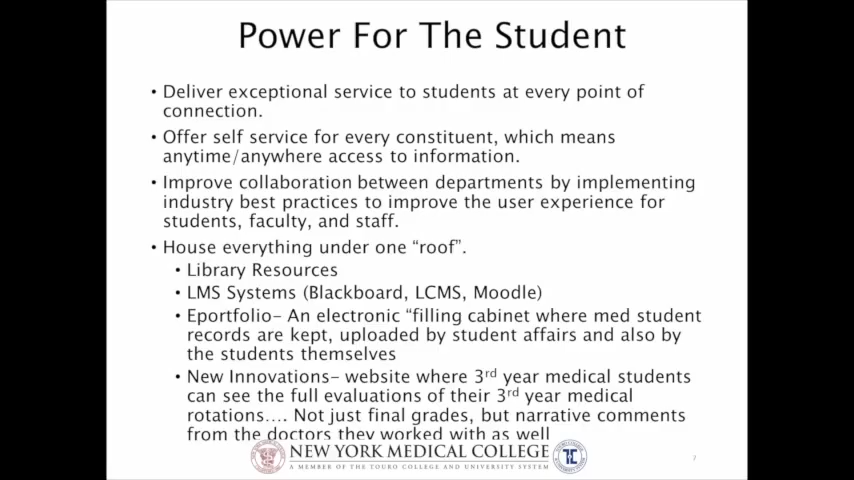 Power For The Student
• Deliver exceptional service to students at every point of
connection.
• Offer self service for every constituent, which means
anytime/anywhere access to information.
• Improve collaboration between departments by implementing
industry best practices to improve the user experience for
students, faculty, and staff.
• House everything under one “roof”.
• Library Resources
• LMS Systems (Blackboard, LCMS, Moodle)
• Eportfolio- An electronic “filling cabinet where med student
records are kept, uploaded by student affairs and also by
the students themselves
• New Innovations- website where 3rd year medical students
can see the full evaluations of their 3rd year medical
rotations.... Not just final grades, but narrative comments
from the doctors they worked with as well
NEW YORK MEDICAL COLLEGE
A MEMBER OF THE TOURO COLLEGE AND UNIVERSITY SYSTEM
7